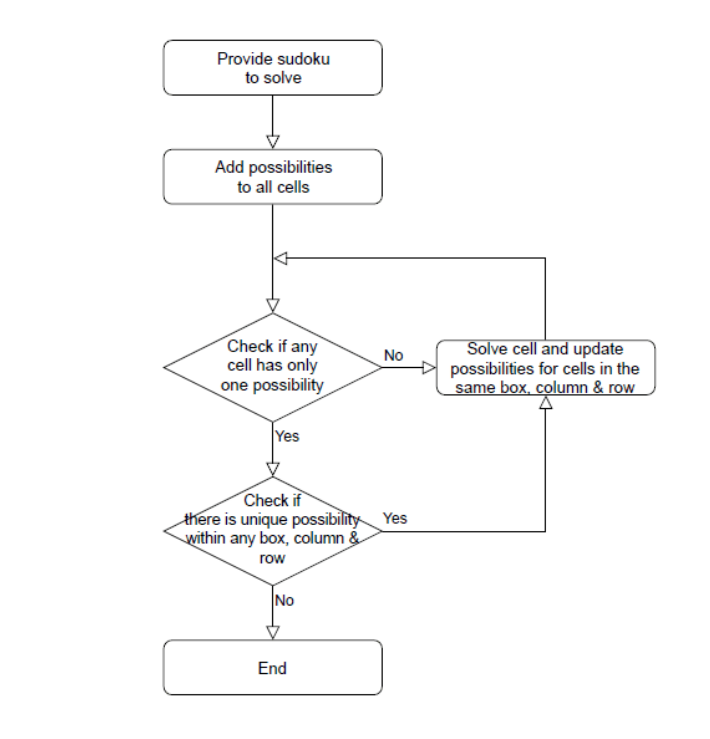 Provide sudoku
to solve
Add possibilities
to all cells
Check if any
cell has only
one possibility
No
Solve cell and update
possibilities for cells in the
same box, column & row
Yes
Check if
there is unique possibility
within any box, column &
row
Yes
No
End